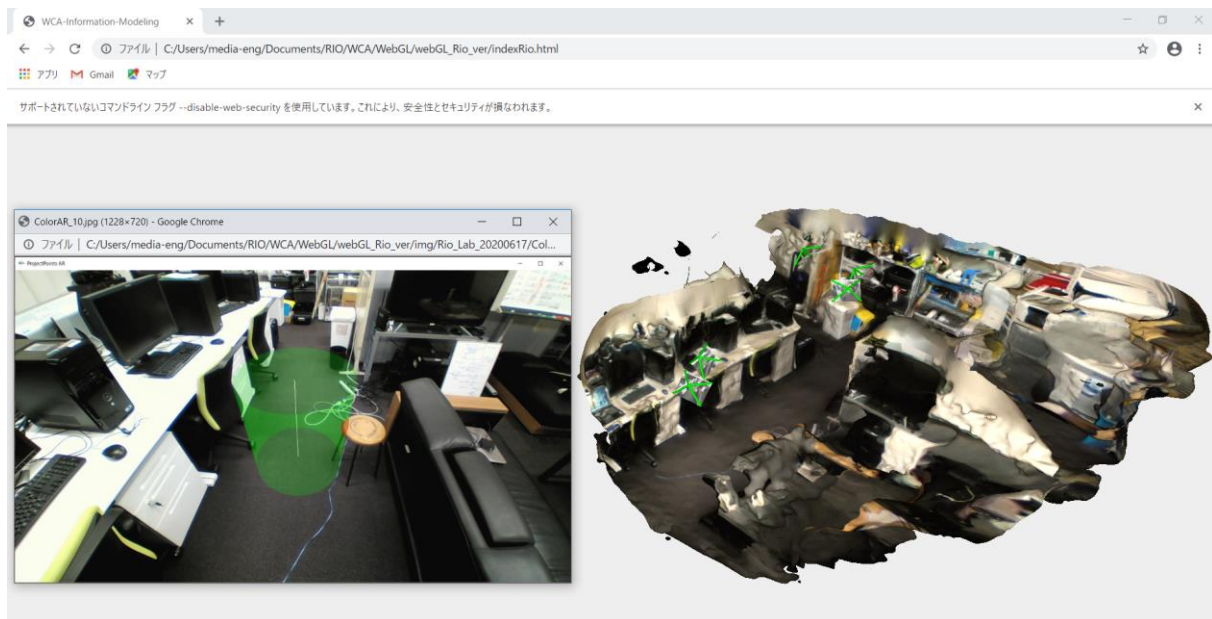 WCA-Information-Modeling
ファイル | C:/Users/media-eng/Documents/RIO/WCA/WebGL/webGL_Rio_ver/indexRio.html
アプリ Gmail マップ
サポートされていないコマンドライン フラグ --disable-web-security を使用しています。これにより、安全性とセキュリティが損なわれます。
ColorAR_10.jpg (1228×720) - Google Chrome
ファイル | C:/Users/media-eng/Documents/RIO/WCA/WebGL/webGL_Rio_ver/img/Rio_Lab_20200617/Col...
ProjectPoints AR